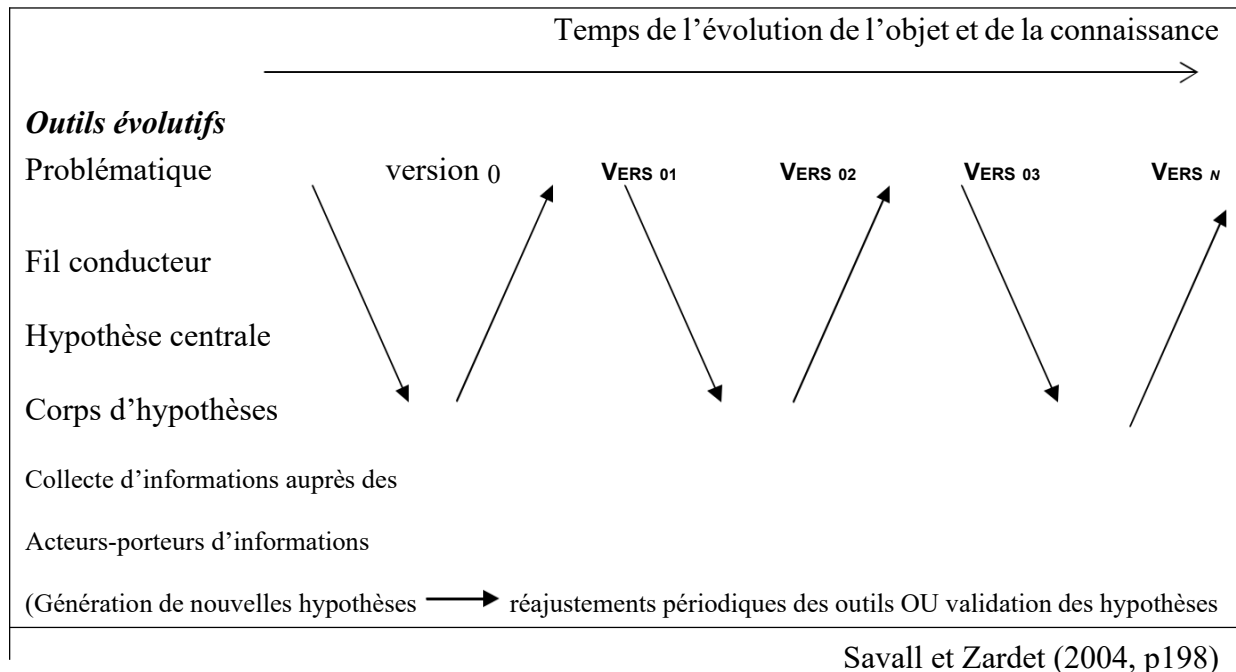 Temps de l’évolution de l’objet et de la connaissance
Outils évolutifs
Problématique version 0 VERS 01 VERS 02 VERS 03 VERS N
Fil conducteur
Hypothèse centrale
Corps d’hypothèses
Collecte d’informations auprès des
Acteurs-porteurs d’informations
(Génération de nouvelles hypothèses réajustements périodiques des outils OU validation des hypothèses
Savall et Zardet (2004, p198)